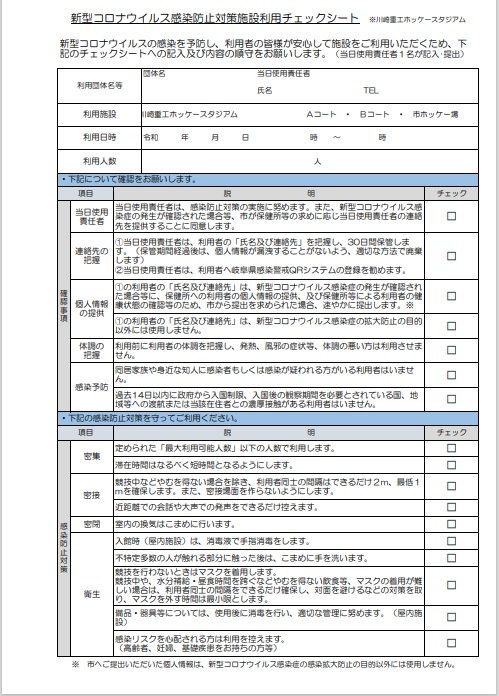 新型コロナウイルス感染防止対策施設利用チェックシート　※川崎重工ホッケースタジアム
新型コロナウイルスの感染を予防し、利用者の皆様が安心して施設をご利用いただくため、下
記のチェックシートへの記入及び内容の順守をお願いします。（当日使用責任者１名が記入・提出）
利用団体名等
団体名　当日使用責任者
氏名　TEL
利用施設　川崎重工ホッケースタジアム　Aコート ・ Bコート ・ 市ホッケー場
利用日時　令和　年　月　日　時　～　時
利用人数　人
・下記について確認をお願いします。
項目　説　明　チェック
確認事項
当日使用
責任者
当日使用責任者は、感染防止対策の実施に努めます。また、新型コロナウイルス感
染症の発生が確認された場合等、市が保健所等の求めに応じ当日使用責任者の連絡
先を提供することに同意します。
□
連絡先の
把握
①当日使用責任者は、利用者の「氏名及び連絡先」を把握し、30日間保管しま
す。（保管期間経過後は、個人情報が漏洩することがないよう、適切な方法で廃棄
します）
②当日使用責任者は、利用者へ岐阜県感染警戒QRシステムの登録を勧めます。
□
個人情報
の提供
①の利用者の「氏名及び連絡先」は、新型コロナウイルス感染症の発生が確認され
た場合等に、保健所への利用者の個人情報の提供、及び保健所等による利用者の健
康状態の確認等のため、市から提出を求められた場合、速やかに提出します。※
□
①の利用者の「氏名及び連絡先」は、新型コロナウイルス感染症の拡大防止の目的
以外には使用しません。
□
体調の
把握
利用前に利用者の体調を把握し、発熱、風邪の症状等、体調の悪い方は利用させま
せん。
□
感染予防
同居家族や身近な知人に感染者もしくは感染が疑われる方がいる利用者はいませ
ん。
□
過去14日以内に政府から入国制限、入国後の観察期間を必要とされている国、地
域等への渡航または当該在住者との濃厚接触がある利用者はいません。
□
・下記の感染防止対策を守ってご利用ください。
項目　説　明　チェック
感染防止対策
密集
定められた「最大利用可能人数」以下の人数で利用します。
□
滞在時間はなるべく短時間となるようにします。
□
密接
競技中などやむを得ない場合を除き、利用者同士の間隔はできるだけ2m、最低1
mを確保します。また、密接場面を作らないようにします。
□
近距離での会話や大声での発声をできるだけ控えます。
□
密閉　室内の換気はこまめに行います。
□
衛生
入館時（屋内施設）は、消毒液で手指消毒をします。
□
不特定多数の人が触れる部分に触った後は、こまめに手を洗います。
□
競技を行わないときはマスクを着用します。
競技中や、水分補給・昼食時間を跨ぐなどやむを得ない飲食等、マスクの着用が難
しい場合は、利用者同士の間隔をできるだけ確保し、対面を避けるなどの対策を取
り、マスクを外す時間は最小限とします。
□
備品・器具等については、使用後に消毒を行い、適切な管理に努めます。（屋内施
設）
□
感染リスクを心配される方は利用を控えます。
（高齢者、妊婦、基礎疾患をお持ちの方等）
□
※　市へご提出いただいた個人情報は、新型コロナウイルス感染症の感染拡大防止の目的以外には使用しません。